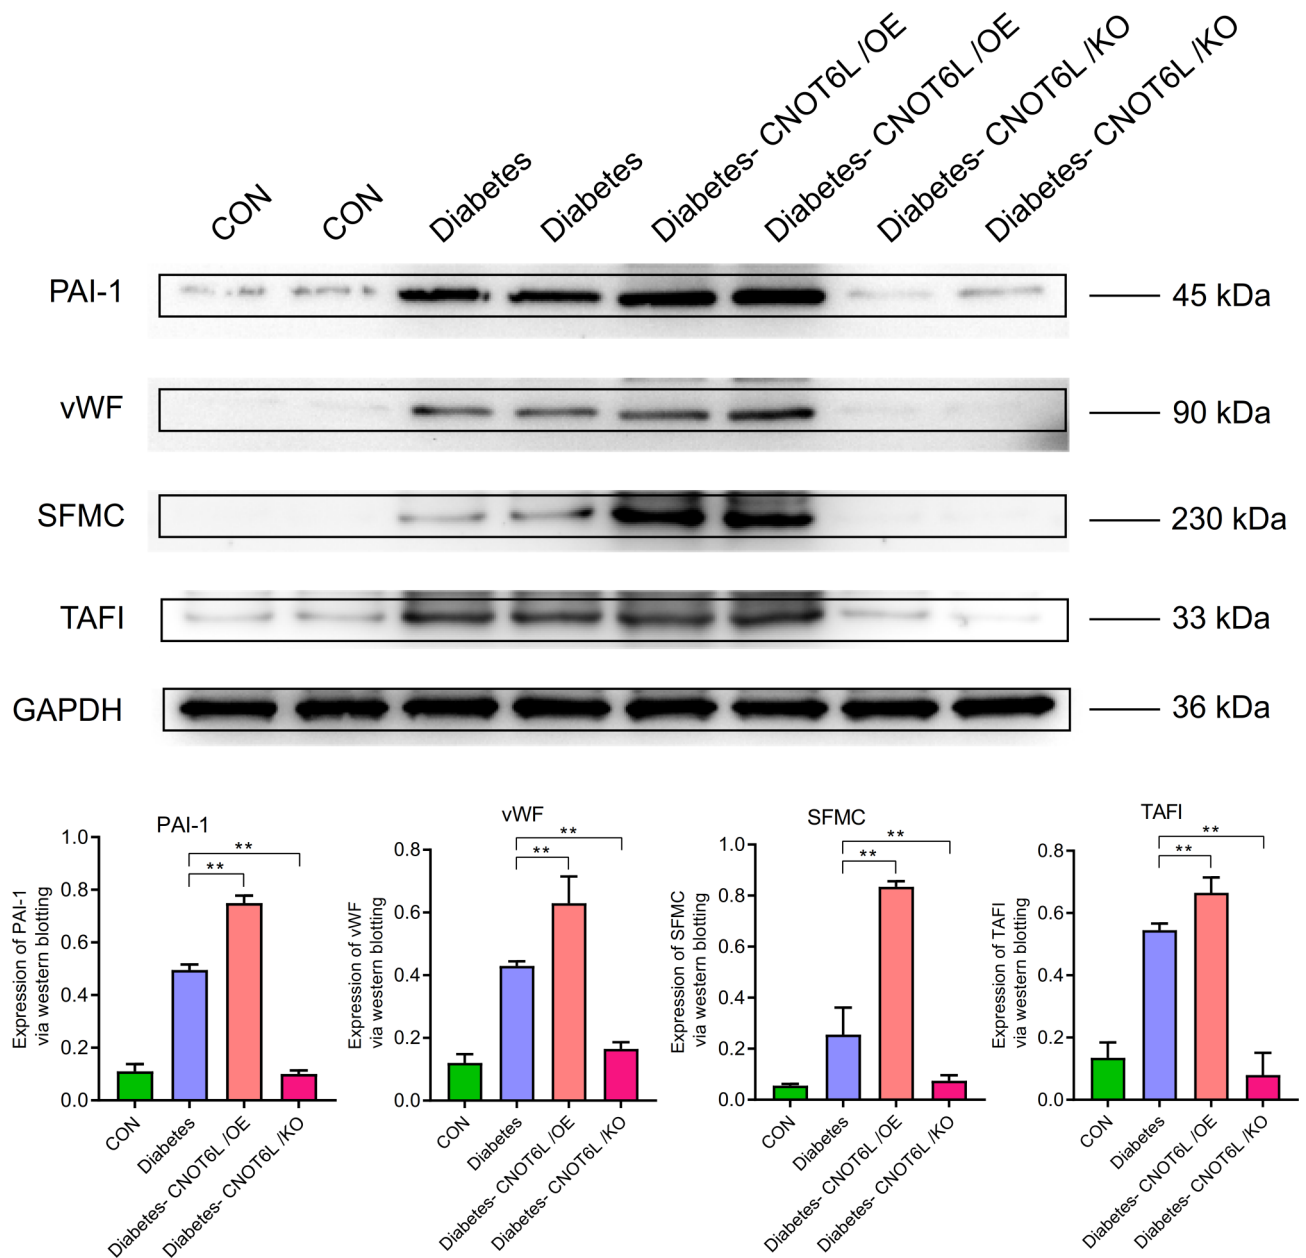 CON
CON
Diabetes
Diabetes
Diabetes- CNOT6L /OE
Diabetes- CNOT6L /OE
Diabetes- CNOT6L /KO
Diabetes- CNOT6L /KO
PAI-1
45 kDa
vWF
90 kDa
SFMC
230 kDa
TAFI
33 kDa
GAPDH
36 kDa
PAI-1
Expression of PAI-1
via western blotting
1.0
0.8
0.6
0.4
0.2
0.0
**
**
CON
Diabetes
Diabetes- CNOT6L /OE
Diabetes- CNOT6L /KO
vWF
Expression of vWF
via western blotting
0.8
0.6
0.4
0.2
0.0
**
**
CON
Diabetes
Diabetes- CNOT6L /OE
Diabetes- CNOT6L /KO
SFMC
Expression of SFMC
via western blotting
1.0
0.8
0.6
0.4
0.2
0.0
**
**
CON
Diabetes
Diabetes- CNOT6L /OE
Diabetes- CNOT6L /KO
TAFI
Expression of TAFI
via western blotting
0.8
0.6
0.4
0.2
0.0
**
**
CON
Diabetes
Diabetes- CNOT6L /OE
Diabetes- CNOT6L /KO